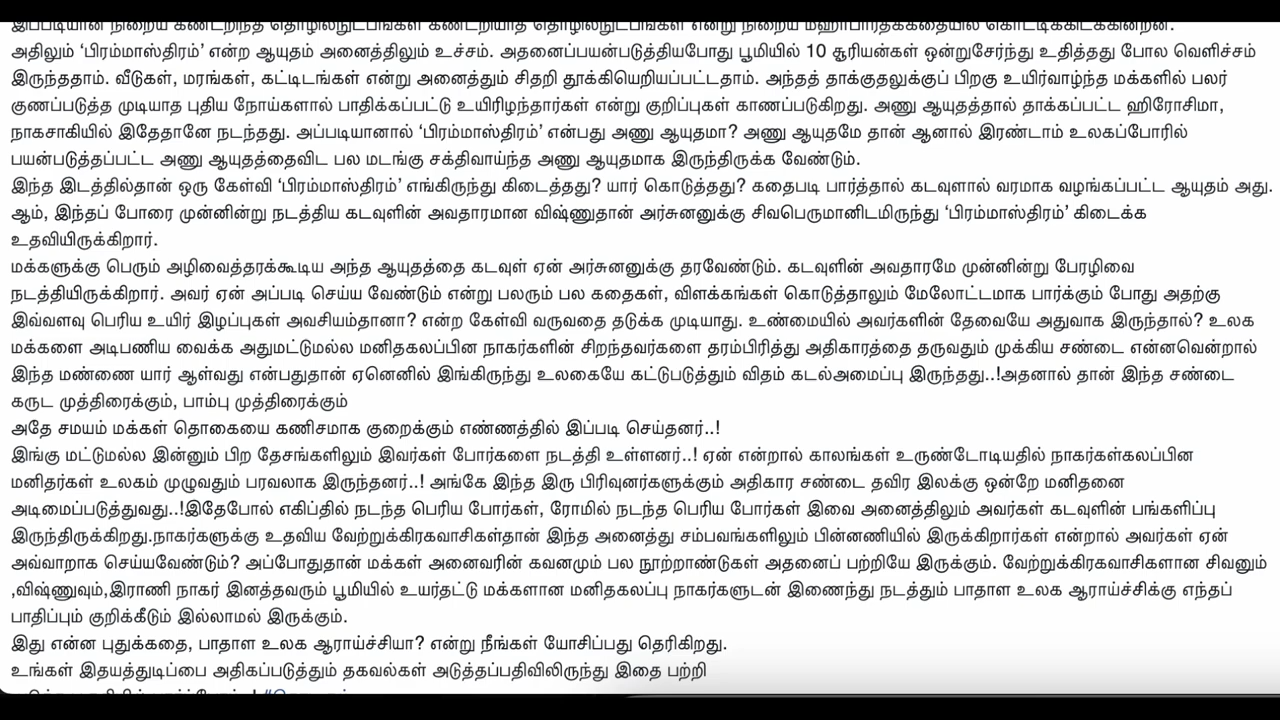 இப்படியான நிறைய கண்டறிந்த தொழில்நுட்பங்கள் கண்டறியாத தொழில்நுட்பங்கள் என்று நிறைய மஹாபாரதக்கதையில் கொட்டிக்கிடக்கின்றன.
அதிலும் ‘பிரம்மாஸ்திரம்’ என்ற ஆயுதம் அனைத்திலும் உச்சம். அதனைப்பயன்படுத்தியபோது பூமியில் 10 சூரியன்கள் ஒன்றுசேர்ந்து உதித்தது போல வெளிச்சம்
இருந்ததாம். வீடுகள், மரங்கள், கட்டிடங்கள் என்று அனைத்தும் சிதறி தூக்கியெறியப்பட்டதாம். அந்தத் தாக்குதலுக்குப் பிறகு உயிர்வாழ்ந்த மக்களில் பலர்
குணப்படுத்த முடியாத புதிய நோய்களால் பாதிக்கப்பட்டு உயிரிழந்தார்கள் என்று குறிப்புகள் காணப்படுகிறது. அணு ஆயுதத்தால் தாக்கப்பட்ட ஹிரோசிமா,
நாகசாகியில் இதேதானே நடந்தது. அப்படியானால் ‘பிரம்மாஸ்திரம்’ என்பது அணு ஆயுதமா? அணு ஆயுதமே தான் ஆனால் இரண்டாம் உலகப்போரில்
பயன்படுத்தப்பட்ட அணு ஆயுதத்தைவிட பல மடங்கு சக்திவாய்ந்த அணு ஆயுதமாக இருந்திருக்க வேண்டும்.
இந்த இடத்தில்தான் ஒரு கேள்வி ‘பிரம்மாஸ்திரம்’ எங்கிருந்து கிடைத்தது? யார் கொடுத்தது? கதைபடி பார்த்தால் கடவுளால் வரமாக வழங்கப்பட்ட ஆயுதம் அது.
ஆம், இந்தப் போரை முன்னின்று நடத்திய கடவுளின் அவதாரமான விஷ்ணுதான் அர்சுனனுக்கு சிவபெருமானிடமிருந்து ‘பிரம்மாஸ்திரம்’ கிடைக்க
உதவியிருக்கிறார்.
மக்களுக்கு பெரும் அழிவைத்தரக்கூடிய அந்த ஆயுதத்தை கடவுள் ஏன் அர்சுனனுக்கு தரவேண்டும். கடவுளின் அவதாரமே முன்னின்று பேரழிவை
நடத்தியிருக்கிறார். அவர் ஏன் அப்படி செய்ய வேண்டும் என்று பலரும் பல கதைகள், விளக்கங்கள் கொடுத்தாலும் மேலோட்டமாக பார்க்கும் போது அதற்கு
இவ்வளவு பெரிய உயிர் இழப்புகள் அவசியம்தானா? என்ற கேள்வி வருவதை தடுக்க முடியாது. உண்மையில் அவர்களின் தேவையே அதுவாக இருந்தால்? உலக
மக்களை அடிபணிய வைக்க அதுமட்டுமல்ல மனிதகலப்பின நாகர்களின் சிறந்தவர்களை தரம்பிரித்து அதிகாரத்தை தருவதும் முக்கிய சண்டை என்னவென்றால்
இந்த மண்ணை யார் ஆள்வது என்பதுதான் ஏனெனில் இங்கிருந்து உலகையே கட்டுபடுத்தும் விதம் கடல்அமைப்பு இருந்தது..!அதனால் தான் இந்த சண்டை
கருட முத்திரைக்கும், பாம்பு முத்திரைக்கும்
அதே சமயம் மக்கள் தொகையை கணிசமாக குறைக்கும் எண்ணத்தில் இப்படி செய்தனர்..!
இங்கு மட்டுமல்ல இன்னும் பிற தேசங்களிலும் இவர்கள் போர்களை நடத்தி உள்ளனர்..! ஏன் என்றால் காலங்கள் உருண்டோடியதில் நாகர்கள்கலப்பின
மனிதர்கள் உலகம் முழுவதும் பரவலாக இருந்தனர்..! அங்கே இந்த இரு பிரிவுனர்களுக்கும் அதிகார சண்டை தவிர இலக்கு ஒன்றே மனிதனை
அடிமைப்படுத்துவது..!இதேபோல் எகிப்தில் நடந்த பெரிய போர்கள், ரோமில் நடந்த பெரிய போர்கள் இவை அனைத்திலும் அவர்கள் கடவுளின் பங்களிப்பு
இருந்திருக்கிறது.நாகர்களுக்கு உதவிய வேற்றுக்கிரகவாசிகள்தான் இந்த அனைத்து சம்பவங்களிலும் பின்னணியில் இருக்கிறார்கள் என்றால் அவர்கள் ஏன்
அவ்வாறாக செய்யவேண்டும்? அப்போதுதான் மக்கள் அனைவரின் கவனமும் பல நூற்றாண்டுகள் அதனைப் பற்றியே இருக்கும். வேற்றுக்கிரகவாசிகளான சிவனும்
,விஷ்ணுவும்,இராணி நாகர் இனத்தவரும் பூமியில் உயர்தட்டு மக்களான மனிதகலப்பு நாகர்களுடன் இணைந்து நடத்தும் பாதாள உலக ஆராய்ச்சிக்கு எந்தப்
பாதிப்பும் குறிக்கீடும் இல்லாமல் இருக்கும்.
இது என்ன புதுக்கதை, பாதாள உலக ஆராய்ச்சியா? என்று நீங்கள் யோசிப்பது தெரிகிறது.
உங்கள் இதயத்துடிப்பை அதிகப்படுத்தும் தகவல்கள் அடுத்தப்பதிவிலிருந்து இதை பற்றி